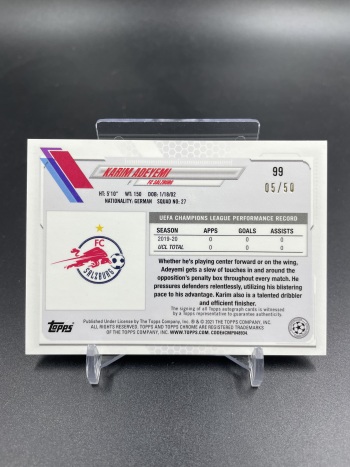 KARIM ADEYEMI
FC SALZBURG
HT: 5'10" WT: 150 DOB: 1/18/02
NATIONALITY: GERMAN SQUAD NO: 27
99
05/50
UEFA CHAMPIONS LEAGUE PERFORMANCE RECORD
SEASON APPS GOALS ASSISTS
2019-20 0 0 0
UCL TOTAL 0 0 0
FC
SALZBURG
Whether he's playing center forward or on the wing,
Adeyemi gets a slew of touches in and around the
opposition's penalty box throughout every match. He
pressures defenders relentlessly, utilizing his blistering
pace to his advantage. Karim also is a talented dribbler
and efficient finisher.
The signing of all Topps autograph cards is witnessed
by a Topps representative to guarantee authenticity.
Topps
Published Under License by The Topps Company, Inc. ® & © 2021 THE TOPPS COMPANY, INC.
ALL RIGHTS RESERVED. TOPPS AND TOPPS CHROME ARE REGISTERED TRADEMARKS
OF THE TOPPS COMPANY, INC. WWW.TOPPS.COM.